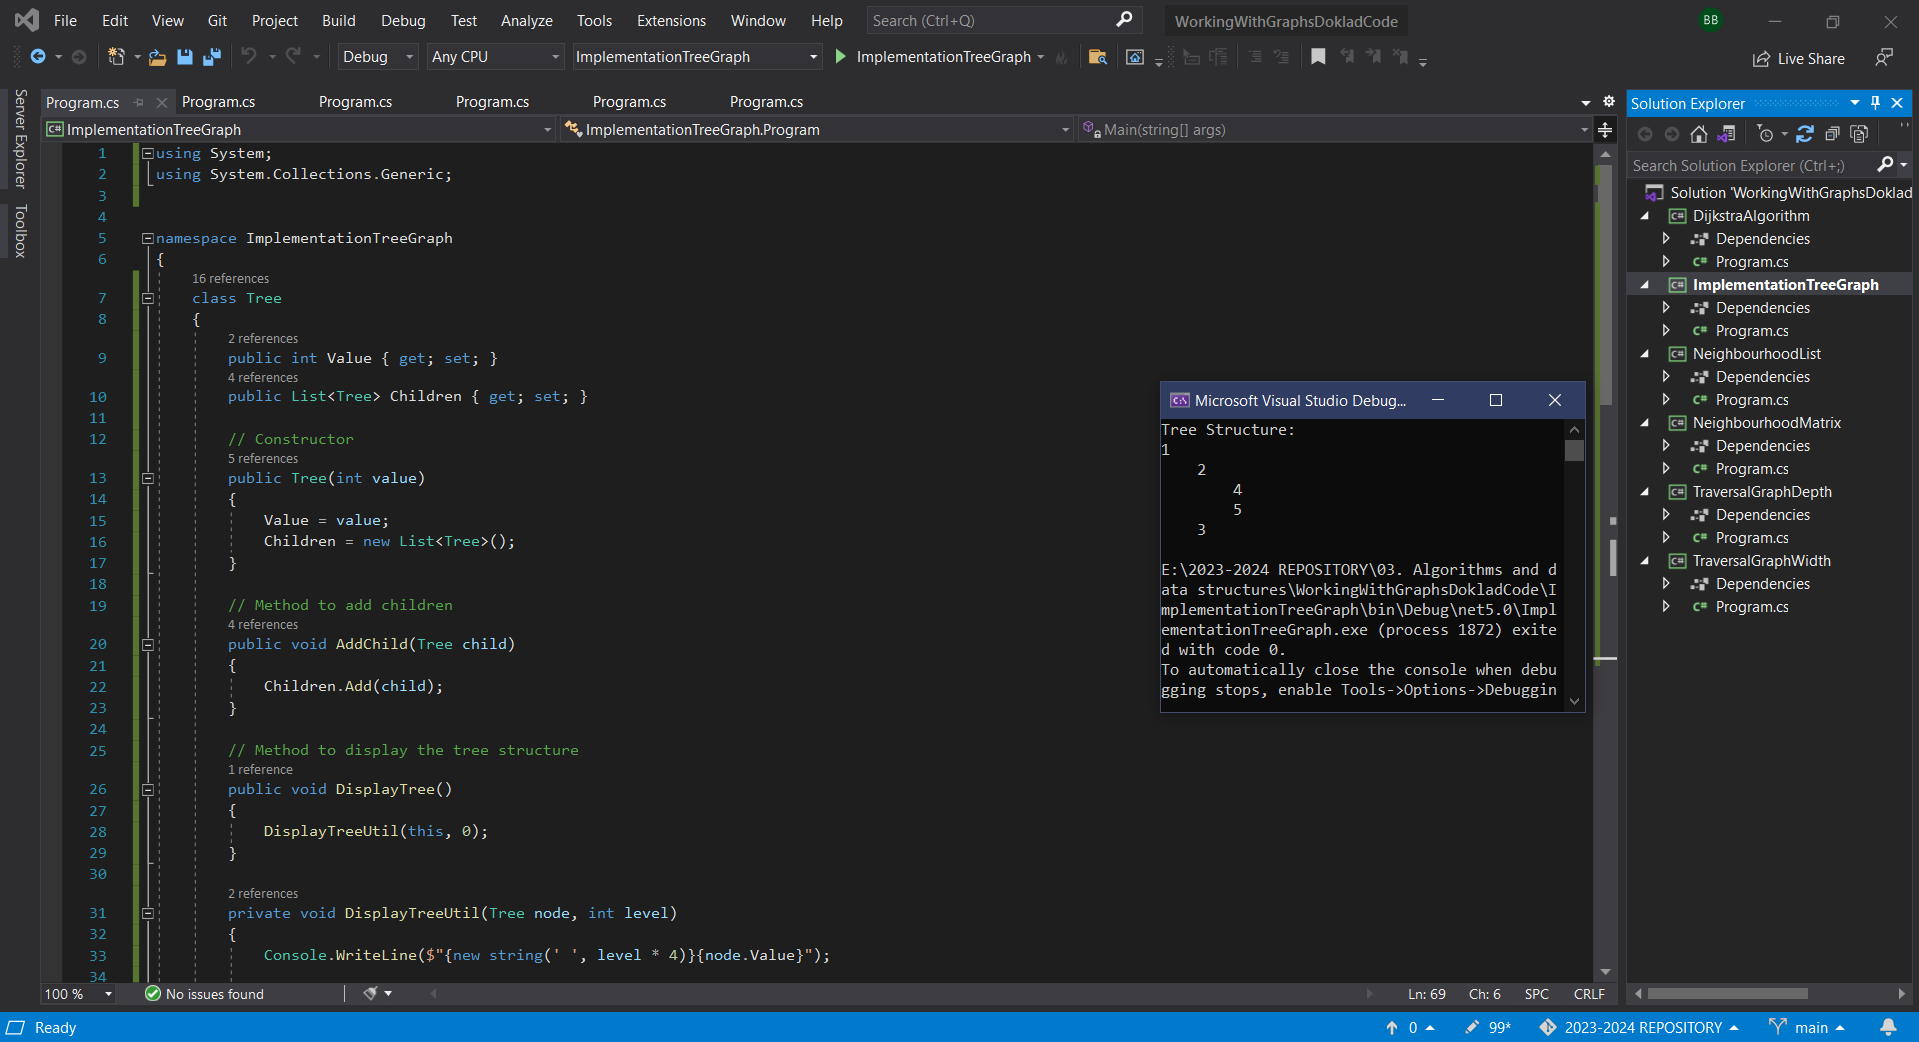 File Edit View Git Project Build Debug Test Analyze Tools Extensions Window Help Search (Ctrl+Q) WorkingWithGraphsDokladCode BB
Debug Any CPU ImplementationTreeGraph ImplementationTreeGraph Live Share
Server Explorer
Toolbox
Program.cs Program.cs Program.cs Program.cs Program.cs Program.cs
C# ImplementationTreeGraph ImplementationTreeGraph.Program Main(string[] args)
1 using System;
2 using System.Collections.Generic;
3
4
5 namespace ImplementationTreeGraph
6 {
16 references
7 class Tree
8 {
2 references
9 public int Value { get; set; }
4 references
10 public List<Tree> Children { get; set; }
11
12 // Constructor
5 references
13 public Tree(int value)
14 {
15 Value = value;
16 Children = new List<Tree>();
17 }
18
19 // Method to add children
4 references
20 public void AddChild(Tree child)
21 {
22 Children.Add(child);
23 }
24
25 // Method to display the tree structure
1 reference
26 public void DisplayTree()
27 {
28 DisplayTreeUtil(this, 0);
29 }
30
2 references
31 private void DisplayTreeUtil(Tree node, int level)
32 {
33 Console.WriteLine($"{new string(' ', level * 4)}{node.Value}");
34
Microsoft Visual Studio Debug...
Tree Structure:
1
2
4
5
3
E:\2023-2024 REPOSITORY\03. Algorithms and d
ata structures\WorkingWithGraphsDokladCode\I
mplementationTreeGraph\bin\Debug\net5.0\Impl
ementationTreeGraph.exe (process 1872) exite
d with code 0.
To automatically close the console when debu
gging stops, enable Tools->Options->Debuggin
Solution Explorer
Search Solution Explorer (Ctrl+;)
Solution 'WorkingWithGraphsDoklad
C# DijkstraAlgorithm
Dependencies
C# Program.cs
C# ImplementationTreeGraph
Dependencies
C# Program.cs
C# NeighbourhoodList
Dependencies
C# Program.cs
C# NeighbourhoodMatrix
Dependencies
C# Program.cs
C# TraversalGraphDepth
Dependencies
C# Program.cs
C# TraversalGraphWidth
Dependencies
C# Program.cs
100 % No issues found Ln: 69 Ch: 6 SPC CRLF
Ready 0 99* 2023-2024 REPOSITORY main